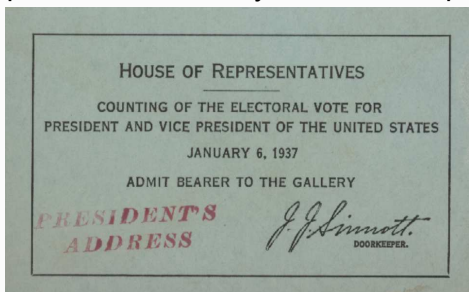 HOUSE OF REPRESENTATIVES
COUNTING OF THE ELECTORAL VOTE FOR
PRESIDENT AND VICE PRESIDENT OF THE UNITED STATES
JANUARY 6, 1937
ADMIT BEARER TO THE GALLERY
PRESIDENT'S
ADDRESS
J. J. Sinnott.
DOORKEEPER.